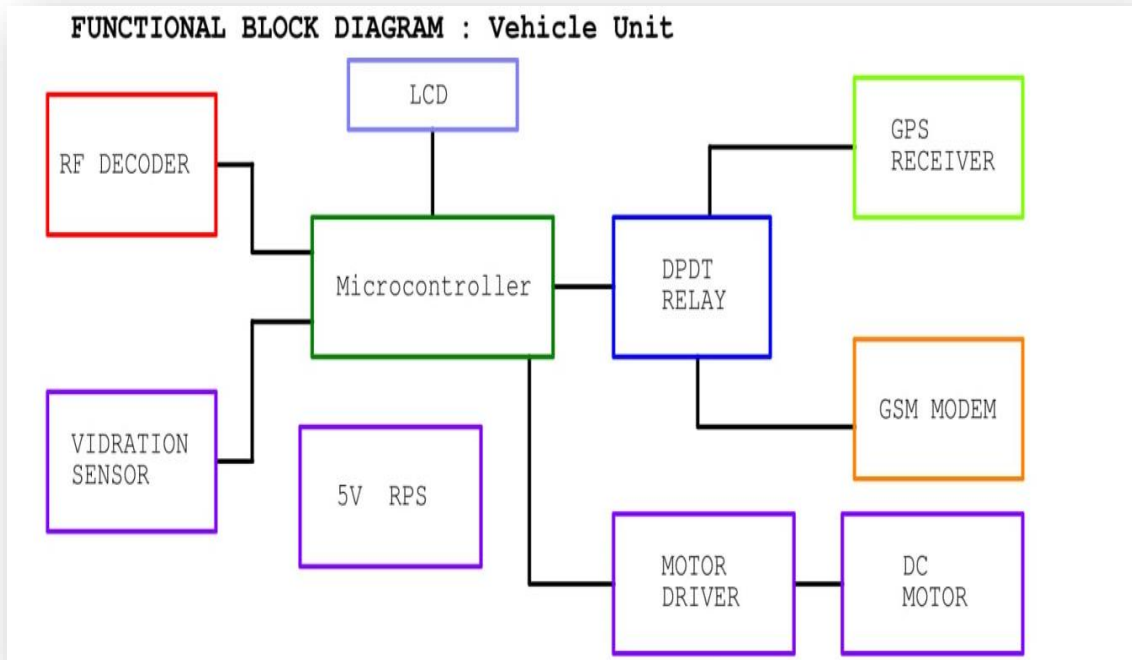 FUNCTIONAL BLOCK DIAGRAM : Vehicle Unit
LCD
RF DECODER
GPS
RECEIVER
Microcontroller
DPDT
RELAY
GSM MODEM
VIDRATION
SENSOR
5V RPS
MOTOR
DRIVER
DC
MOTOR